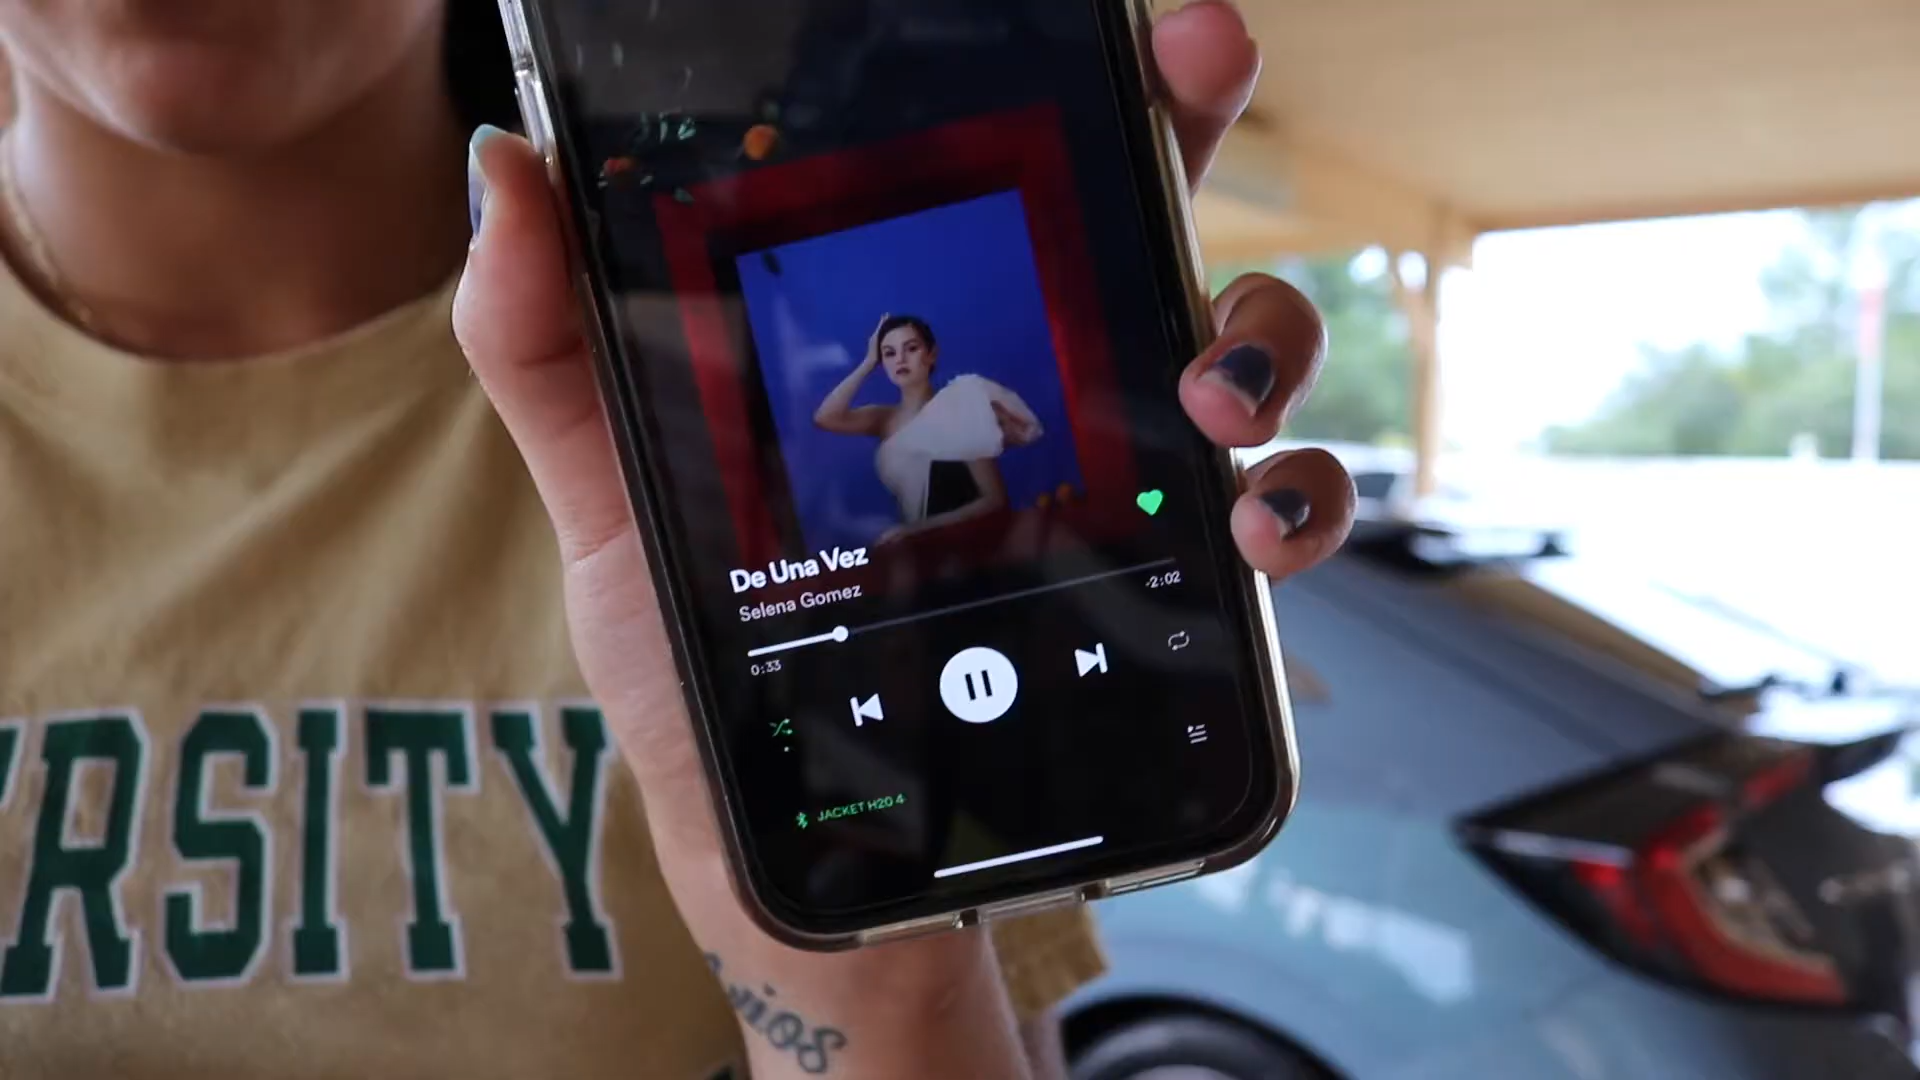 De Una Vez
Selena Gomez
0:33
-2:02
JACKET H2O 4
RSITY